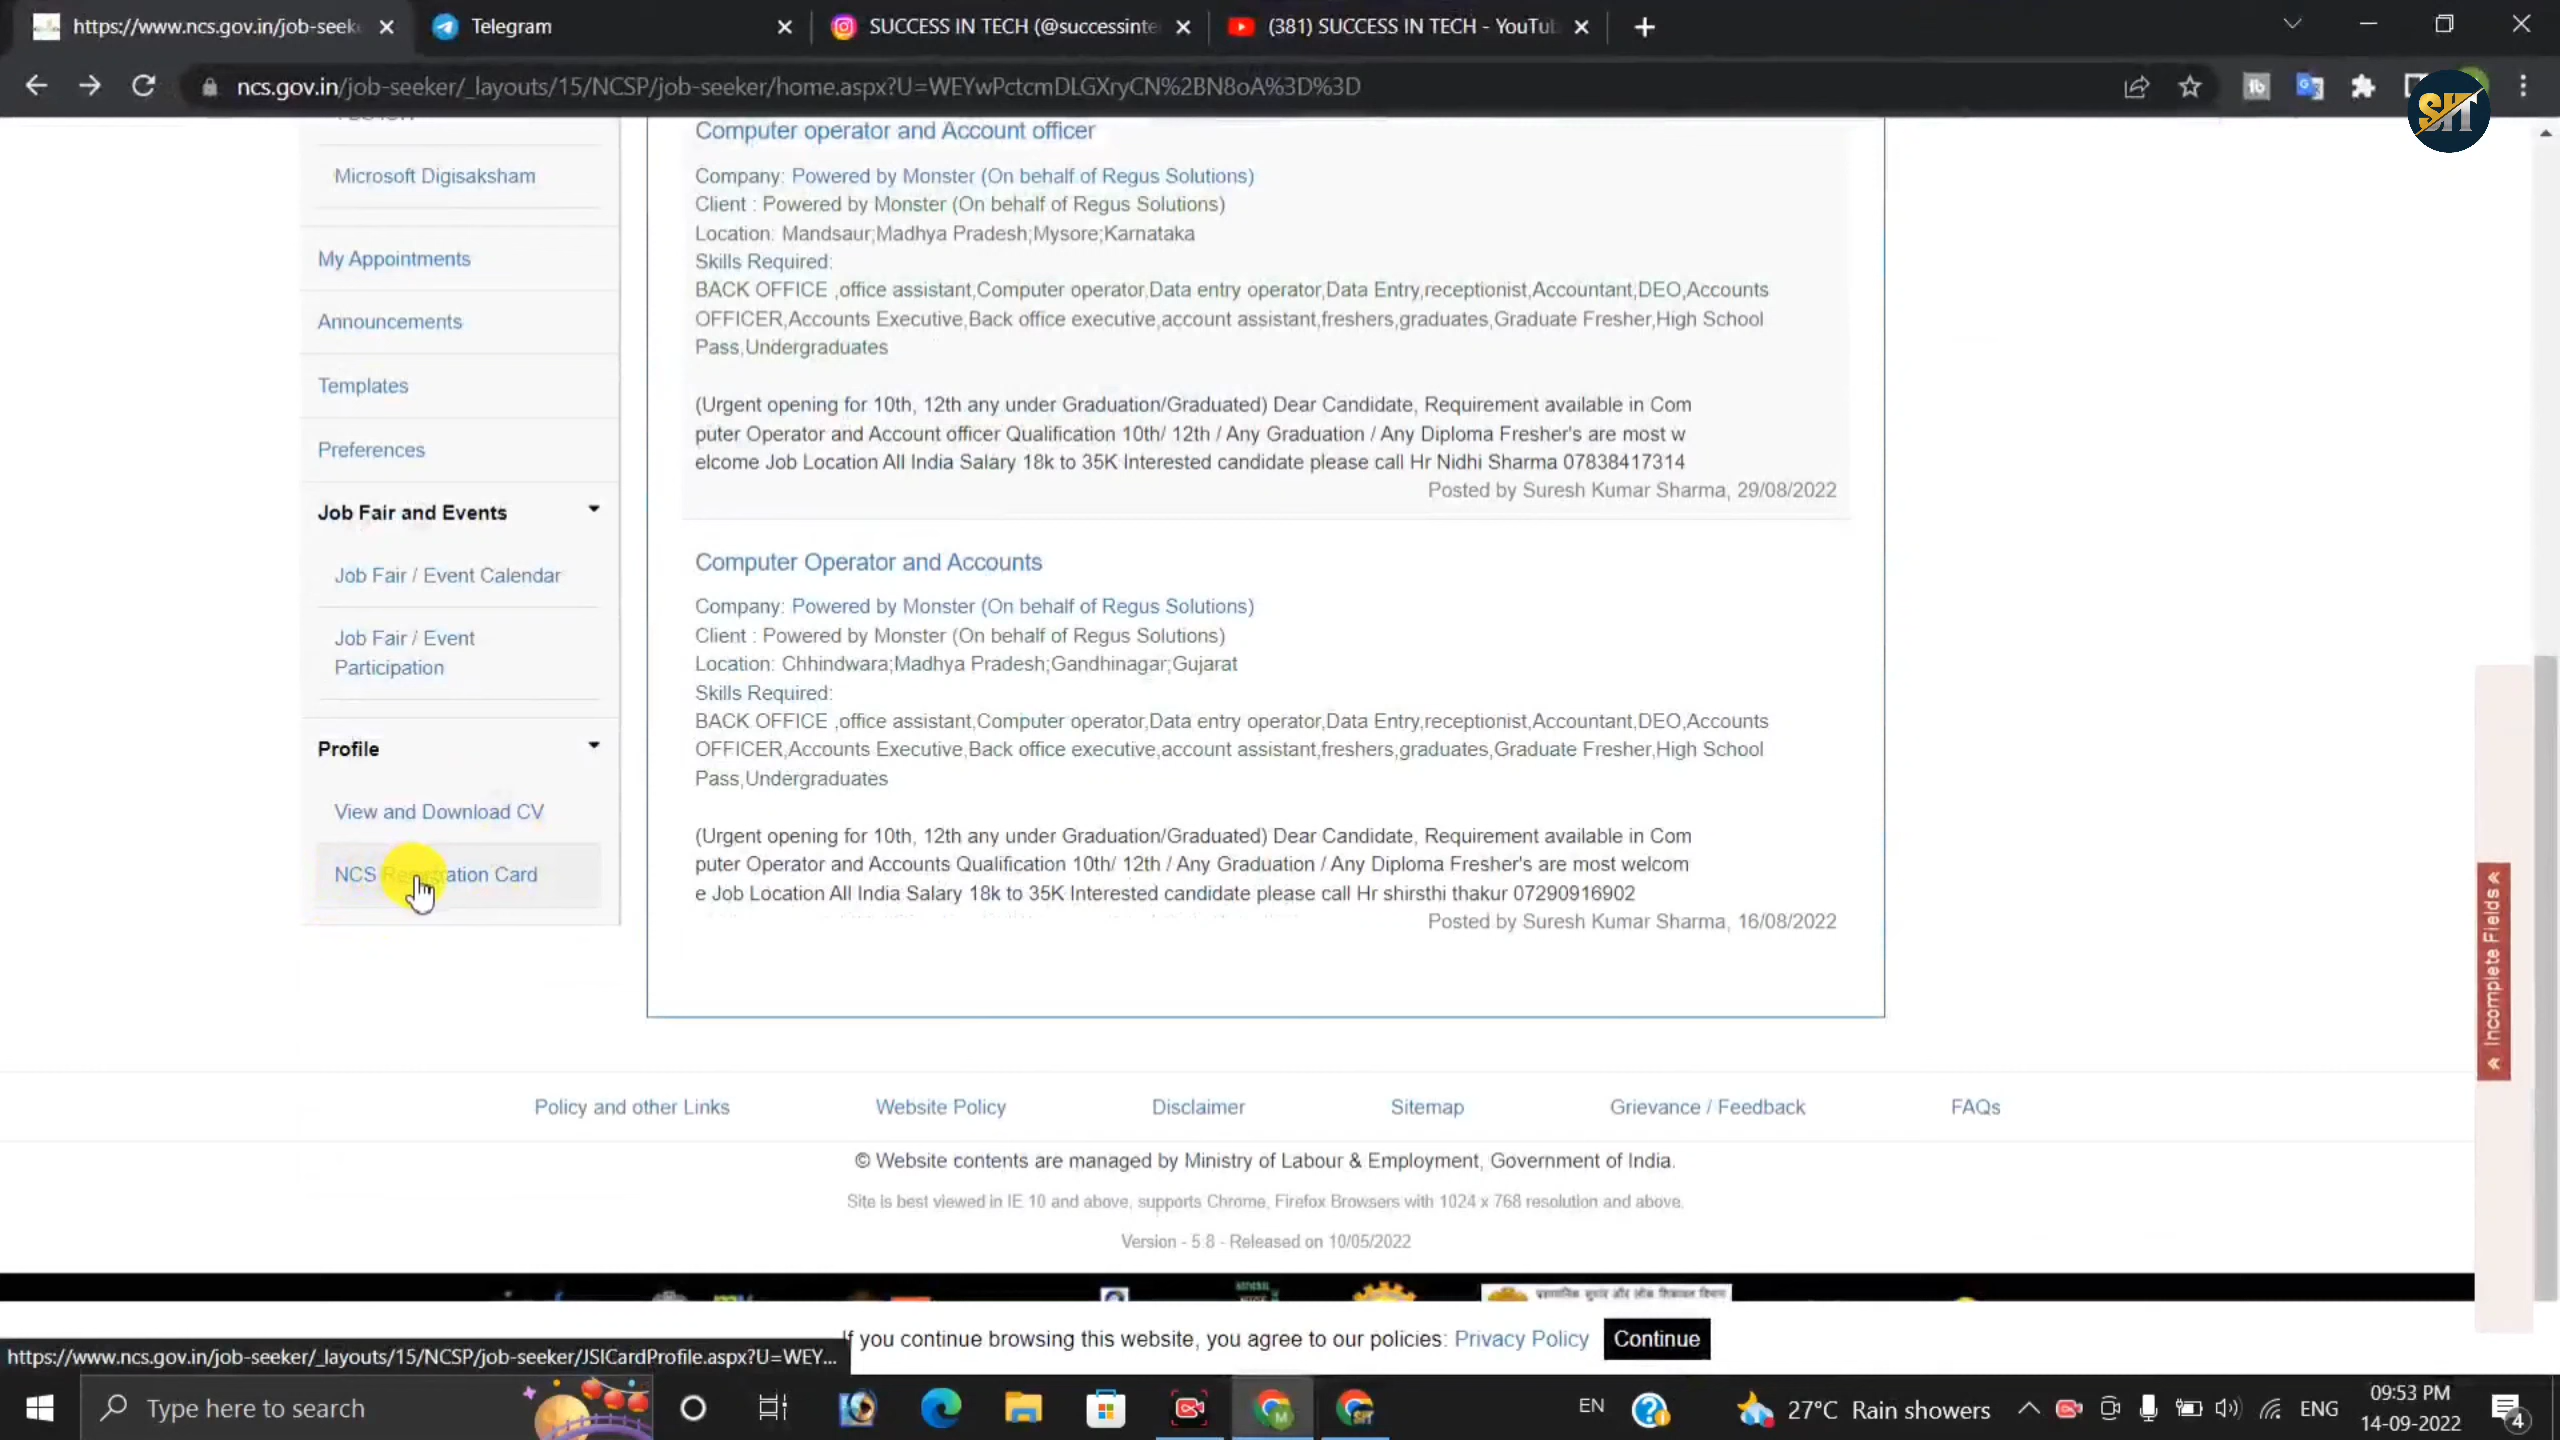 https://www.ncs.gov.in/job-seek
Telegram
SUCCESS IN TECH (@successinte
(381) SUCCESS IN TECH - YouTu
ncs.gov.in/job-seeker/_layouts/15/NCSP/job-seeker/home.aspx?U=WEYwPctcmDLGXryCN%2BN8oA%3D%3D
SIT
Microsoft Digisaksham
My Appointments
Announcements
Templates
Preferences
Job Fair and Events
Job Fair / Event Calendar
Job Fair / Event
Participation
Profile
View and Download CV
NCS Registration Card
Computer operator and Account officer
Company: Powered by Monster (On behalf of Regus Solutions)
Client : Powered by Monster (On behalf of Regus Solutions)
Location: Mandsaur;Madhya Pradesh;Mysore;Karnataka
Skills Required:
BACK OFFICE ,office assistant,Computer operator,Data entry operator,Data Entry,receptionist,Accountant,DEO,Accounts
OFFICER,Accounts Executive,Back office executive,account assistant,freshers,graduates,Graduate Fresher,High School
Pass,Undergraduates
(Urgent opening for 10th, 12th any under Graduation/Graduated) Dear Candidate, Requirement available in Com
puter Operator and Account officer Qualification 10th/ 12th / Any Graduation / Any Diploma Fresher's are most w
elcome Job Location All India Salary 18k to 35K Interested candidate please call Hr Nidhi Sharma 07838417314
Posted by Suresh Kumar Sharma, 29/08/2022
Computer Operator and Accounts
Company: Powered by Monster (On behalf of Regus Solutions)
Client : Powered by Monster (On behalf of Regus Solutions)
Location: Chhindwara;Madhya Pradesh;Gandhinagar;Gujarat
Skills Required:
BACK OFFICE ,office assistant,Computer operator,Data entry operator,Data Entry,receptionist,Accountant,DEO,Accounts
OFFICER,Accounts Executive,Back office executive,account assistant,freshers,graduates,Graduate Fresher,High School
Pass,Undergraduates
(Urgent opening for 10th, 12th any under Graduation/Graduated) Dear Candidate, Requirement available in Com
puter Operator and Accounts Qualification 10th/ 12th / Any Graduation / Any Diploma Fresher's are most welcom
e Job Location All India Salary 18k to 35K Interested candidate please call Hr shirsthi thakur 07290916902
Posted by Suresh Kumar Sharma, 16/08/2022
« Incomplete Fields «
Policy and other Links Website Policy Disclaimer Sitemap Grievance / Feedback FAQs
© Website contents are managed by Ministry of Labour & Employment, Government of India.
Site is best viewed in IE 10 and above, supports Chrome, Firefox Browsers with 1024 x 768 resolution and above.
Version - 5.8 - Released on 10/05/2022
If you continue browsing this website, you agree to our policies: Privacy Policy Continue
https://www.ncs.gov.in/job-seeker/_layouts/15/NCSP/job-seeker/JSICardProfile.aspx?U=WEY...
Type here to search
EN
27°C Rain showers
ENG
09:53 PM
14-09-2022
4